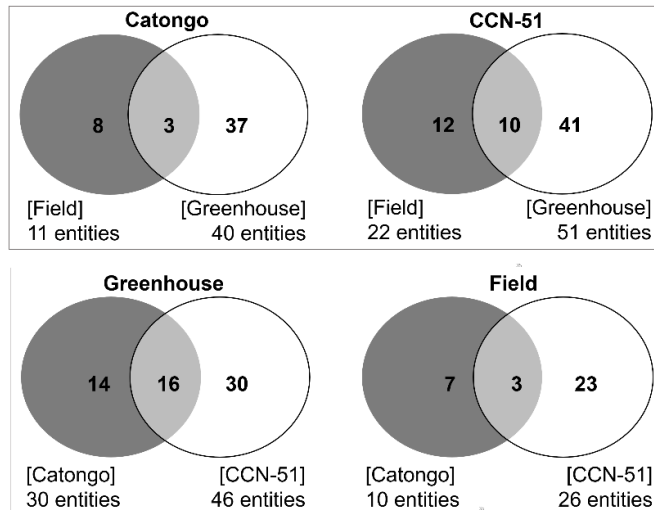 Catongo
CCN-51
8 3 37
12 10 41
[Field] [Greenhouse]
11 entities 40 entities
[Field] [Greenhouse]
22 entities 51 entities
Greenhouse
Field
14 16 30
7 3 23
[Catongo] [CCN-51]
30 entities 46 entities
[Catongo] [CCN-51]
10 entities 26 entities